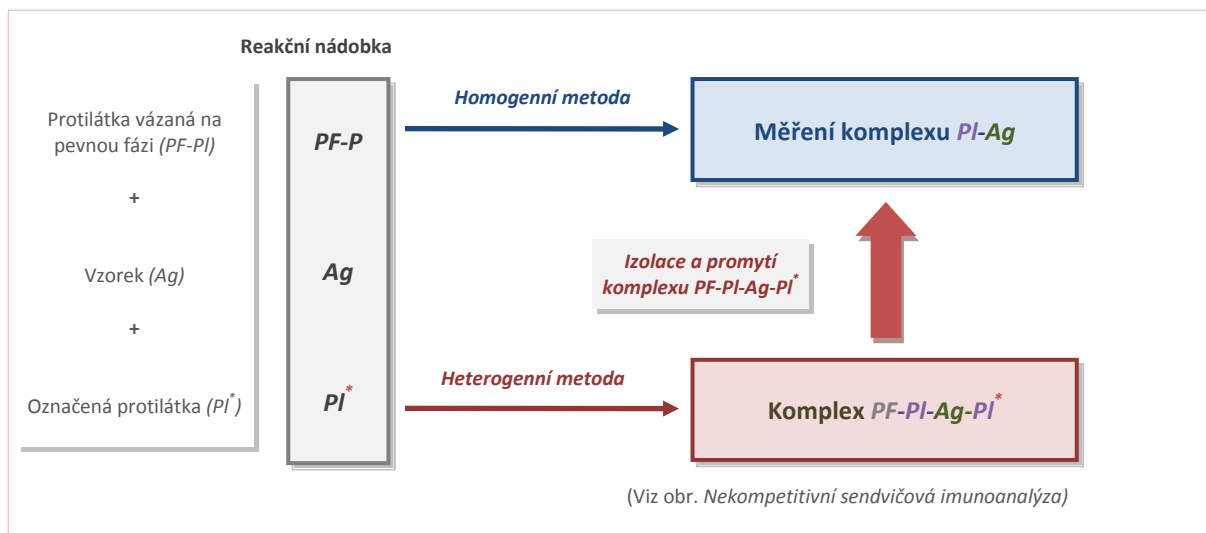 Reakční nádobka
Protilátka vázaná na
pevnou fázi (PF-Pl)
+
Vzorek (Ag)
+
Označená protilátka (Pl*)
PF-P
Ag
Pl*
Homogenní metoda
Měření komplexu Pl-Ag
Izolace a promytí
komplexu PF-Pl-Ag-Pl*
Heterogenní metoda
Komplex PF-Pl-Ag-Pl*
(Viz obr. Nekompetitivní sendvičová imunoanalýza)